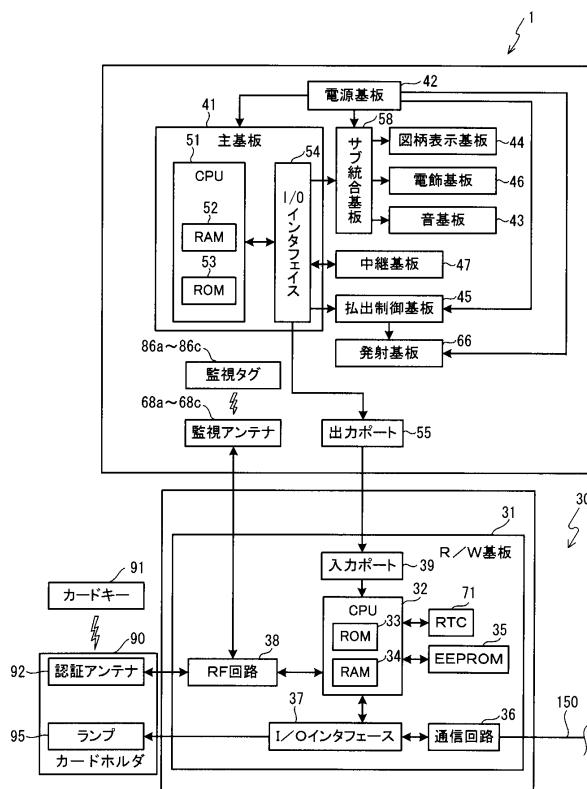 1
42
電源基板
41
主基板
58
サブ統合基板
図柄表示基板
44
51
CPU
54
I/Oインタフェイス
電飾基板
46
52
RAM
音基板
43
53
ROM
中継基板
47
払出制御基板
45
発射基板
66
86a～86c
監視タグ
68a～68c
監視アンテナ
出力ポート
55
30
31
R／W基板
入力ポート
39
91
カードキー
32
CPU
33
ROM
71
RTC
34
RAM
35
EEPROM
90
92
認証アンテナ
38
RF回路
37
I／Oインタフェース
36
通信回路
150
95
ランプ
カードホルダ